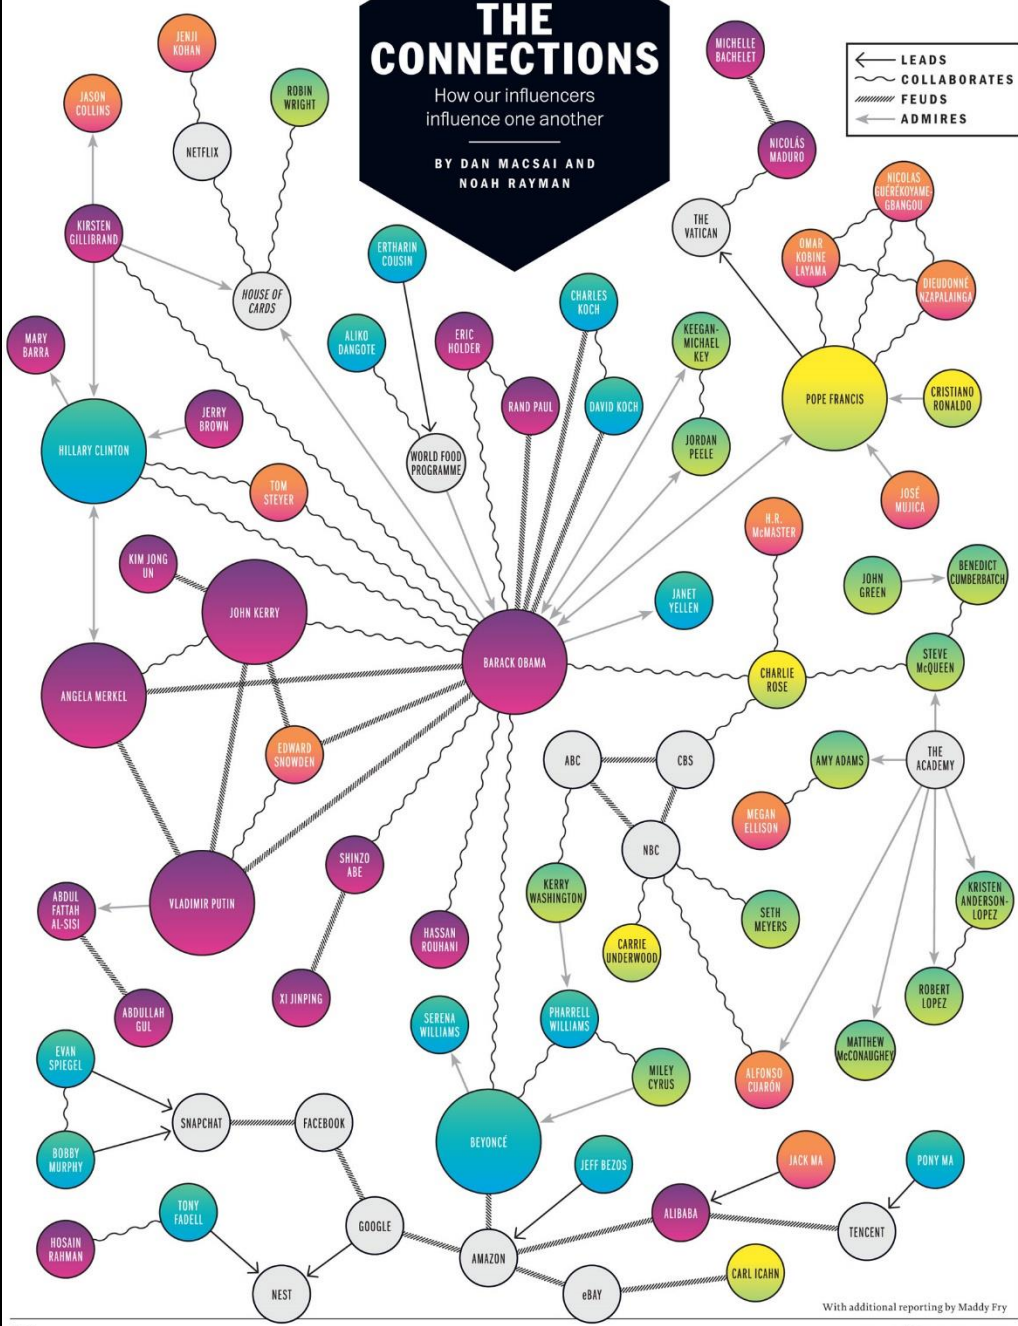 THE
CONNECTIONS
How our influencers
influence one another
BY DAN MACSAI AND
NOAH RAYMAN
LEADS
COLLABORATES
FEUDS
ADMIRES
JENJI
KOHAN
JASON
COLLINS
ROBIN
WRIGHT
NETFLIX
KIRSTEN
GILLIBRAND
HOUSE OF
CARDS
MICHELLE
BACHELET
NICOLÁS
MADURO
THE
VATICAN
NICOLAS
GUÉRÉKOYAME-
GBANGOU
OMAR
KOBINE
LAYAMA
DIEUDONNÉ
NZAPALAINGA
ERTHARIN
COUSIN
ALIKO
DANGOTE
ERIC
HOLDER
CHARLES
KOCH
KEEGAN-
MICHAEL
KEY
MARY
BARRA
JERRY
BROWN
RAND PAUL
DAVID KOCH
POPE FRANCIS
CRISTIANO
RONALDO
HILLARY CLINTON
WORLD FOOD
PROGRAMME
JORDAN
PEELE
TOM
STEYER
JOSÉ
MUJICA
H.R.
McMASTER
KIM JONG
UN
JOHN KERRY
JANET
YELLEN
JOHN
GREEN
BENEDICT
CUMBERBATCH
BARACK OBAMA
CHARLIE
ROSE
STEVE
McQUEEN
ANGELA MERKEL
EDWARD
SNOWDEN
ABC
CBS
AMY ADAMS
THE
ACADEMY
MEGAN
ELLISON
NBC
SHINZO
ABE
VLADIMIR PUTIN
ABDUL
FATTAH
AL-SISI
KERRY
WASHINGTON
SETH
MEYERS
KRISTEN
ANDERSON-
LOPEZ
HASSAN
ROUHANI
CARRIE
UNDERWOOD
XI JINPING
ABDULLAH
GUL
ROBERT
LOPEZ
SERENA
WILLIAMS
PHARRELL
WILLIAMS
MATTHEW
McCONAUGHEY
EVAN
SPIEGEL
MILEY
CYRUS
ALFONSO
CUARÓN
SNAPCHAT
FACEBOOK
BEYONCÉ
BOBBY
MURPHY
JEFF BEZOS
JACK MA
PONY MA
TONY
FADELL
ALIBABA
GOOGLE
TENCENT
HOSAIN
RAHMAN
AMAZON
CARL ICAHN
NEST
eBAY
With additional reporting by Maddy Fry